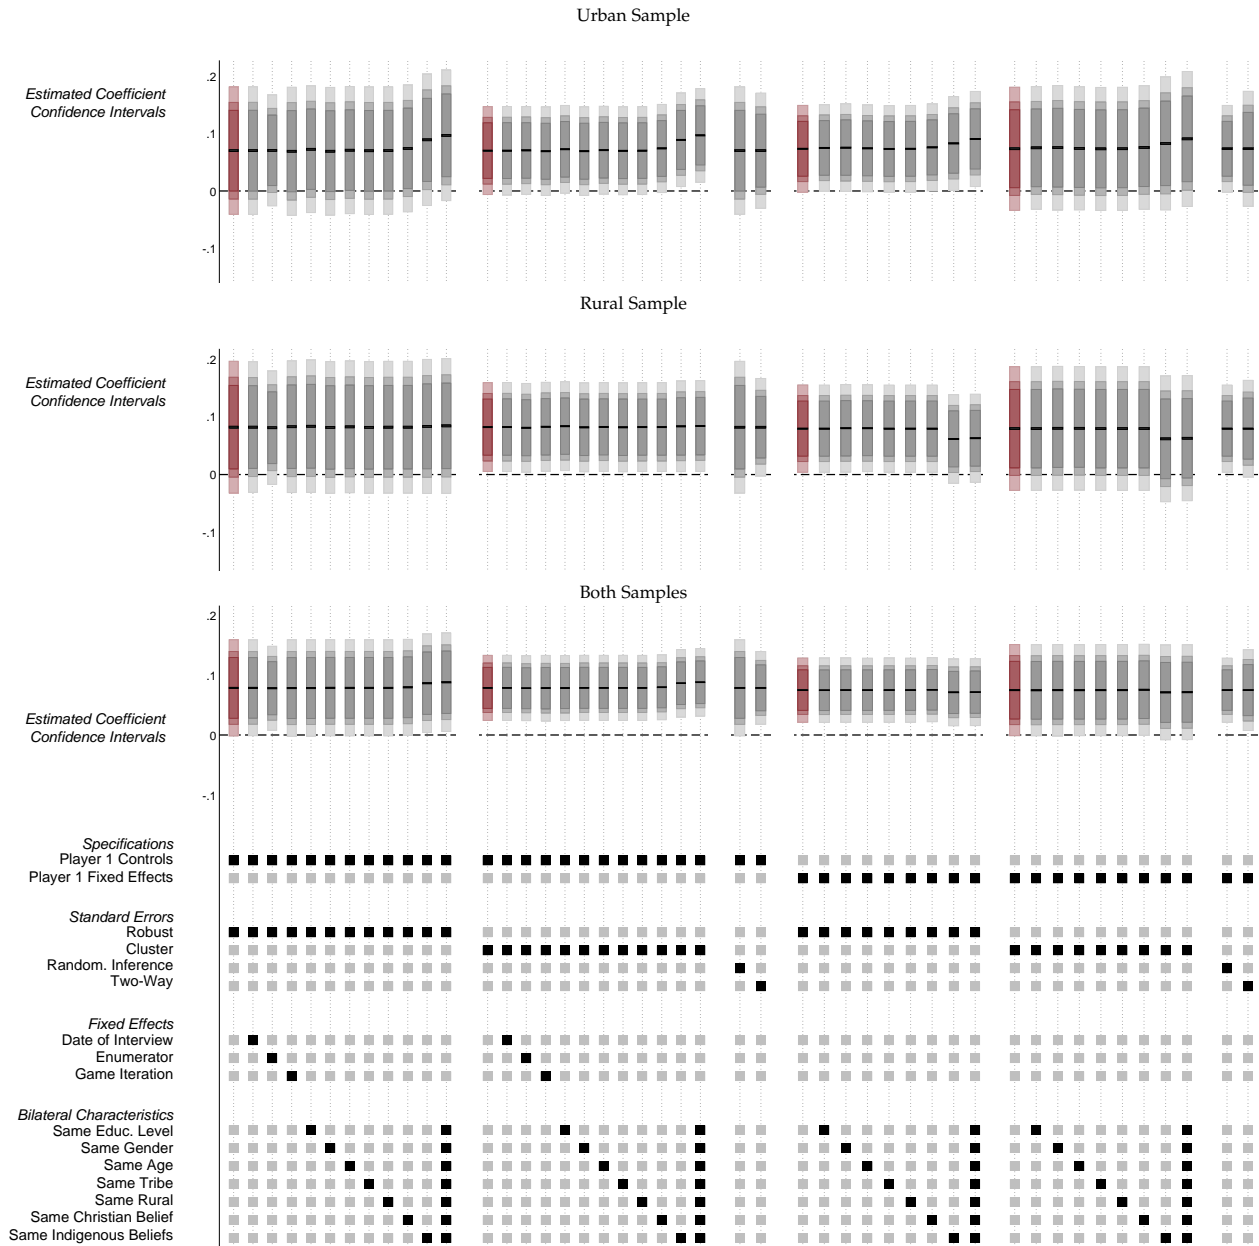 Urban Sample
.2
Estimated Coefficient
Confidence Intervals
.1
0
-.1
Rural Sample
.2
Estimated Coefficient
Confidence Intervals
.1
0
-.1
Both Samples
.2
.1
Estimated Coefficient
Confidence Intervals
0
-.1
Specifications
Player 1 Controls
Player 1 Fixed Effects
Standard Errors
Robust
Cluster
Random. Inference
Two-Way
Fixed Effects
Date of Interview
Enumerator
Game Iteration
Bilateral Characteristics
Same Educ. Level
Same Gender
Same Age
Same Tribe
Same Rural
Same Christian Belief
Same Indigenous Beliefs